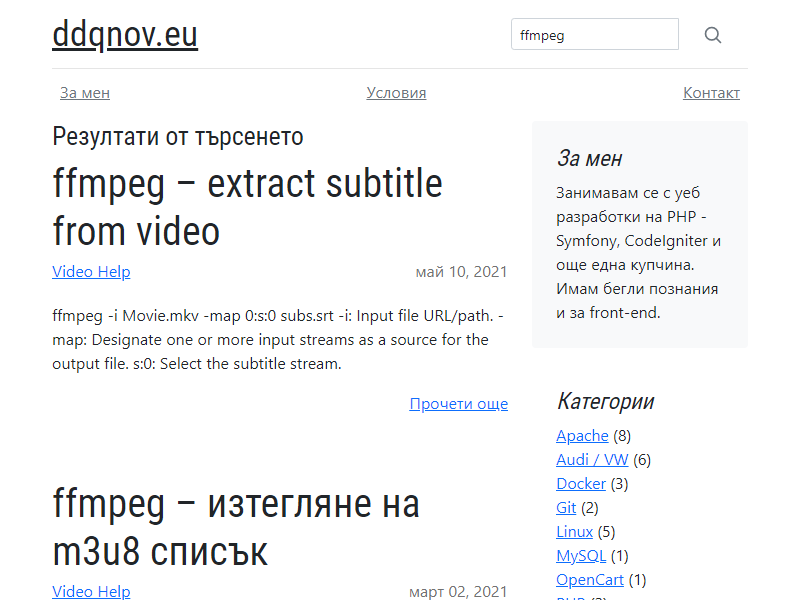 ddqnov.eu
ffmpeg
За мен
Условия
Контакт
Резултати от търсенето
ffmpeg – extract subtitle
from video
Video Help
май 10, 2021
ffmpeg -i Movie.mkv -map 0:s:0 subs.srt -i: Input file URL/path. -
map: Designate one or more input streams as a source for the
output file. s:0: Select the subtitle stream.
Прочети още
ffmpeg – изтегляне на
m3u8 списък
Video Help
март 02, 2021
За мен
Занимавам се с уеб
разработки на PHP -
Symfony, CodeIgniter и
още една купчина.
Имам бегли познания
и за front-end.
Категории
Apache (8)
Audi / VW (6)
Docker (3)
Git (2)
Linux (5)
MySQL (1)
OpenCart (1)